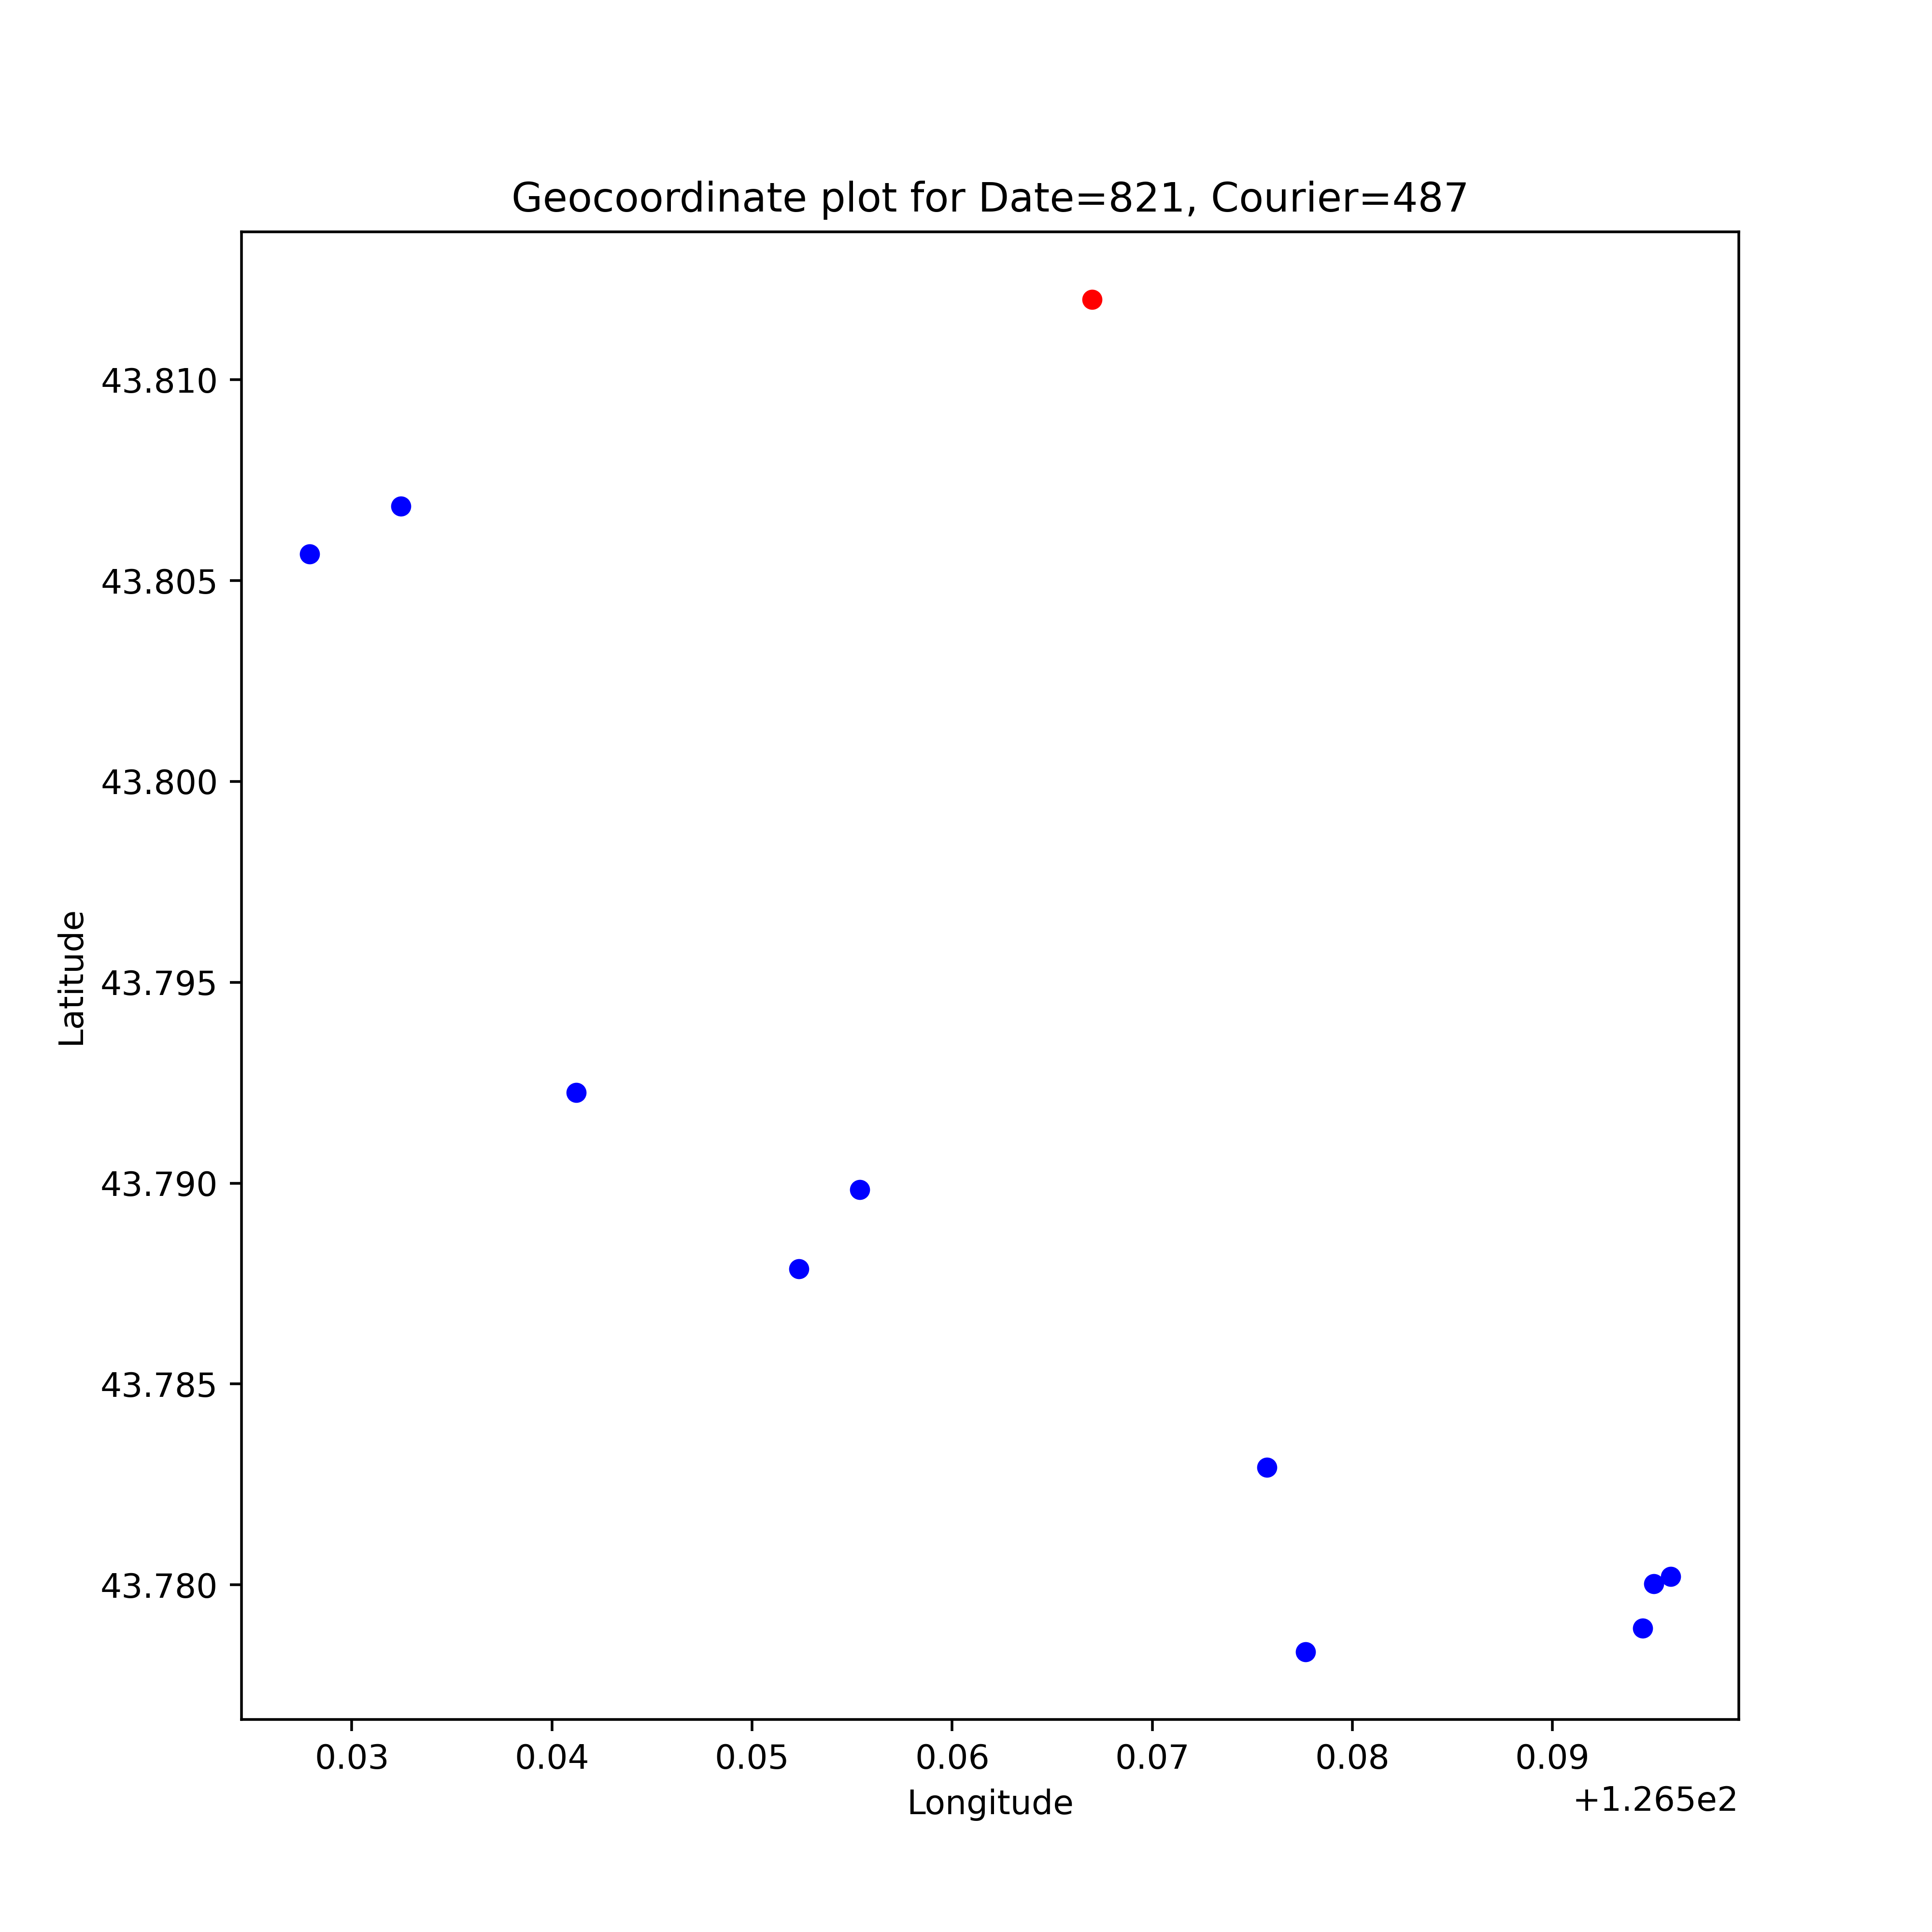 Geocoordinate plot for Date=821, Courier=487
43.810
43.805
43.800
43.795
43.790
43.785
43.780
Latitude
0.03 0.04 0.05 0.06 0.07 0.08 0.09
Longitude
+1.265e2